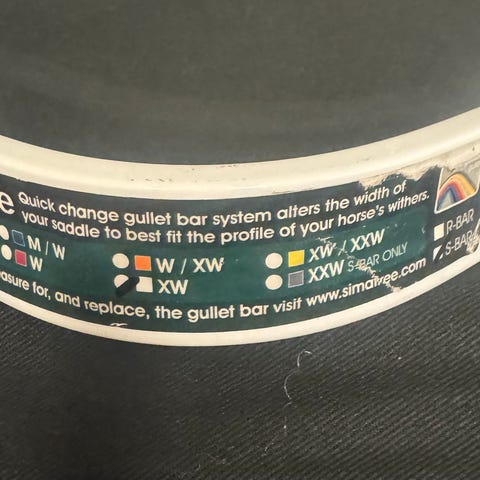 e Quick change gullet bar system alters the width of
your saddle to best fit the profile of your horse's withers.
M / W
W
W / XW
XW
XW / XXW
XXW S-BAR ONLY
R-BAR
S-BAR
easure for, and replace, the gullet bar visit www.simatree.com